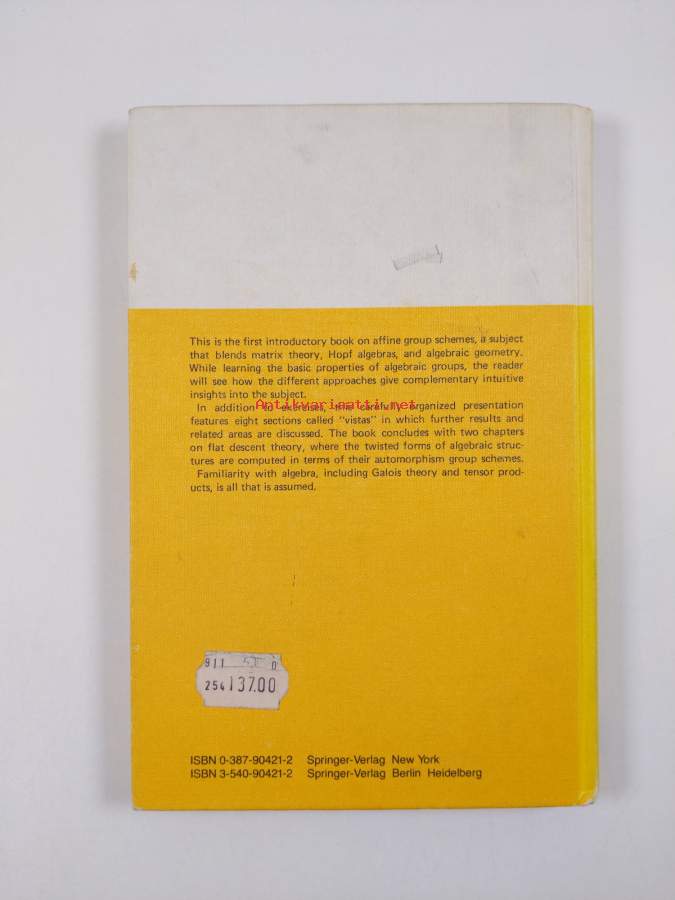 This is the first introductory book on affine group schemes, a subject
that blends matrix theory, Hopf algebras, and algebraic geometry.
While learning the basic properties of algebraic groups, the reader
will see how the different approaches give complementary intuitive
insights into the subject.
Antikvariaatti.net
In addition to exercises, this carefully organized presentation
features eight sections called "vistas" in which further results and
related areas are discussed. The book concludes with two chapters
on flat descent theory, where the twisted forms of algebraic struc-
tures are computed in terms of their automorphism group schemes.
Familiarity with algebra, including Galois theory and tensor prod-
ucts, is all that is assumed.
911 0
254 137.00
ISBN 0-387-90421-2 Springer-Verlag New York
ISBN 3-540-90421-2 Springer-Verlag Berlin Heidelberg